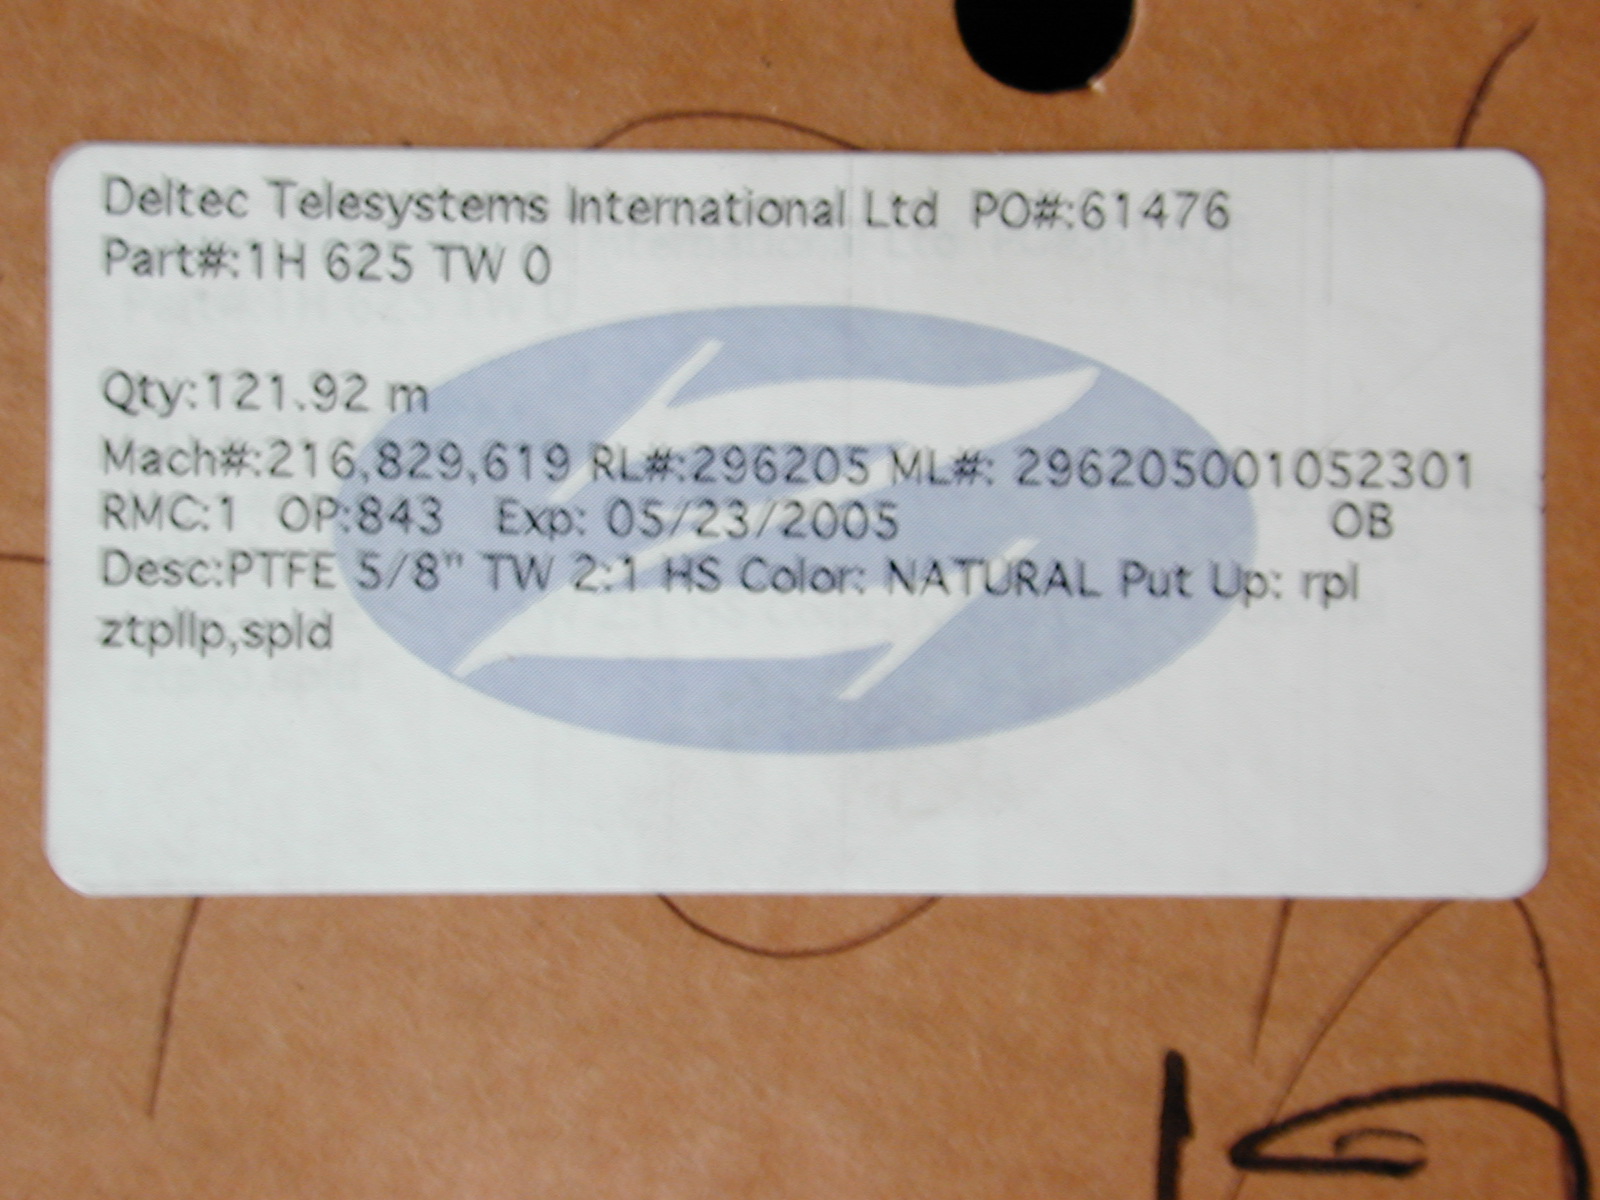 Deltec Telesystems International Ltd PO#:61476
Part#:1H 625 TW 0
Qty:121.92 m
Mach#:216,829,619 RL#:296205 ML#: 296205001052301
RMC:1 OP:843 Exp: 05/23/2005 OB
Desc:PTFE 5/8" TW 2:1 HS Color: NATURAL Put Up: rpl
ztpllp,spld